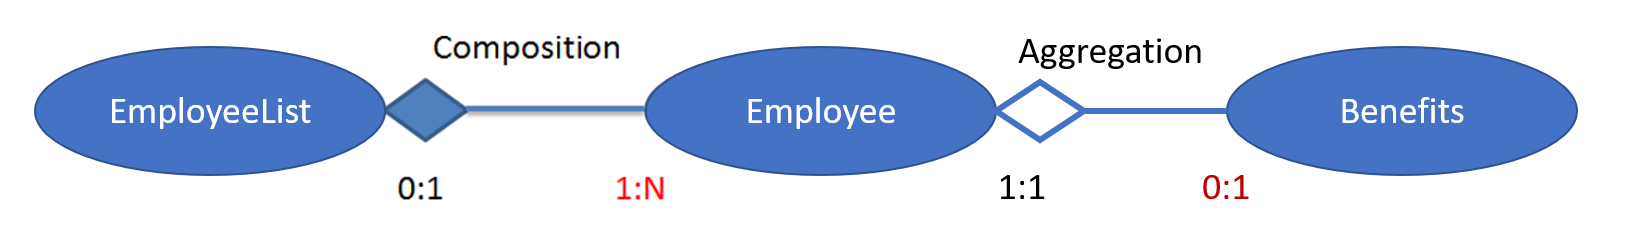 Composition
Aggregation
EmployeeList
Employee
Benefits
0:1
1:N
1:1
0:1